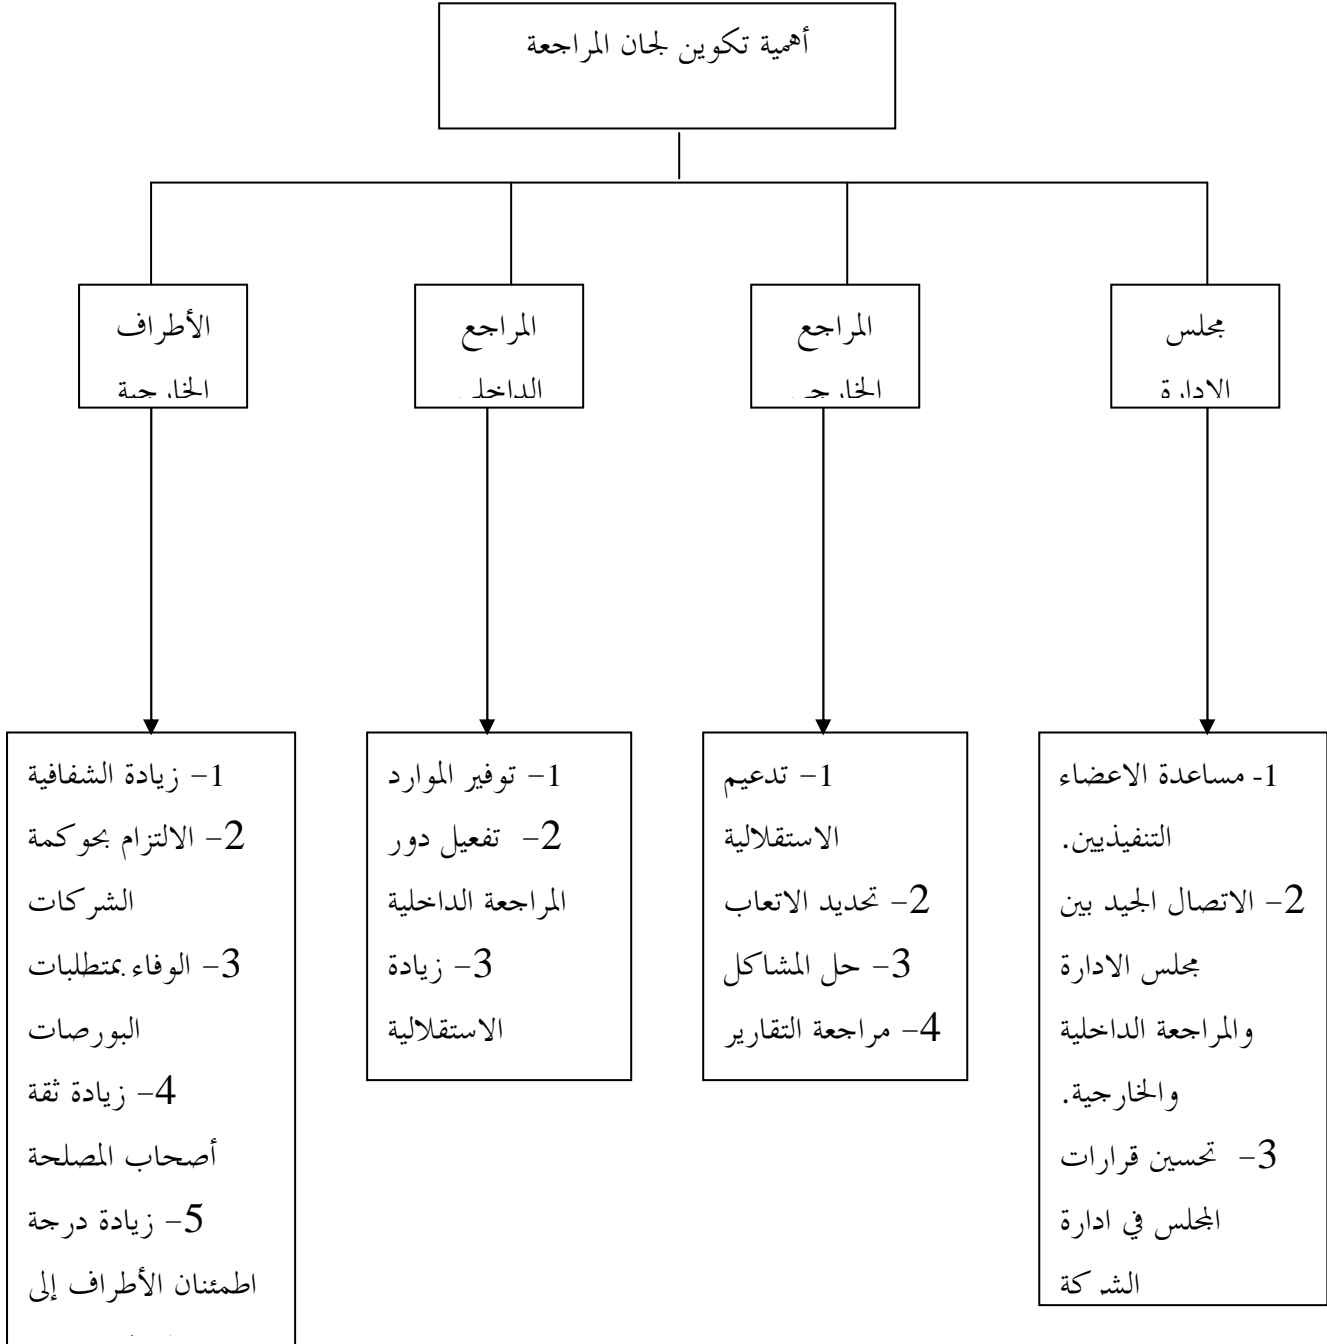 أهمية تكوين لجان المراجعة
مجلس
الادارة
المراجع
الخارجي
المراجع
الداخلي
الأطراف
الخارجية
1- مساعدة الاعضاء
التنفيذيين.
2- الاتصال الجيد بين
مجلس الادارة
والمراجعة الداخلية
والخارجية.
3- تحسين قرارات
المجلس في ادارة
الشركة
1- تدعيم
الاستقلالية
2- تحديد الاتعاب
3- حل المشاكل
4- مراجعة التقارير
1- توفير الموارد
2- تفعيل دور
المراجعة الداخلية
3- زيادة
الاستقلالية
1- زيادة الشفافية
2- الالتزام بحوكمة
الشركات
3- الوفاء بمتطلبات
البورصات
4- زيادة ثقة
أصحاب المصلحة
5- زيادة درجة
اطمئنان الأطراف إلى